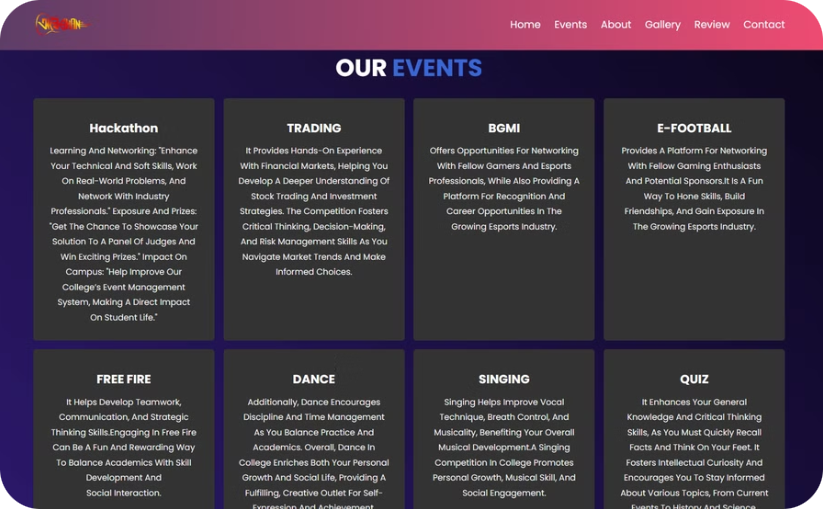 Home Events About Gallery Review Contact
OUR EVENTS
Hackathon
Learning And Networking: "Enhance
Your Technical And Soft Skills, Work
On Real-World Problems, And
Network With Industry
Professionals." Exposure And Prizes:
"Get The Chance To Showcase Your
Solution To A Panel Of Judges And
Win Exciting Prizes." Impact On
Campus: "Help Improve Our
College's Event Management
System, Making A Direct Impact
On Student Life."
TRADING
It Provides Hands-On Experience
With Financial Markets, Helping You
Develop A Deeper Understanding Of
Stock Trading And Investment
Strategies. The Competition Fosters
Critical Thinking, Decision-Making,
And Risk Management Skills As You
Navigate Market Trends And Make
Informed Choices.
BGMI
Offers Opportunities For Networking
With Fellow Gamers And Esports
Professionals, While Also Providing A
Platform For Recognition And
Career Opportunities In The
Growing Esports Industry.
E-FOOTBALL
Provides A Platform For Networking
With Fellow Gaming Enthusiasts
And Potential Sponsors.It Is A Fun
Way To Hone Skills, Build
Friendships, And Gain Exposure In
The Growing Esports Industry.
FREE FIRE
It Helps Develop Teamwork,
Communication, And Strategic
Thinking Skills.Engaging In Free Fire
Can Be A Fun And Rewarding Way
To Balance Academics With Skill
Development And
Social Interaction.
DANCE
Additionally, Dance Encourages
Discipline And Time Management
As You Balance Practice And
Academics. Overall, Dance In
College Enriches Both Your Personal
Growth And Social Life, Providing A
Fulfilling, Creative Outlet For Self-
Expression And Achievement
SINGING
Singing Helps Improve Vocal
Technique, Breath Control, And
Musicality, Benefiting Your Overall
Musical Development.A Singing
Competition In College Promotes
Personal Growth, Musical Skill, And
Social Engagement.
QUIZ
It Enhances Your General
Knowledge And Critical Thinking
Skills, As You Must Quickly Recall
Facts And Think On Your Feet. It
Fosters Intellectual Curiosity And
Encourages You To Stay Informed
About Various Topics, From Current
Events To History And Science